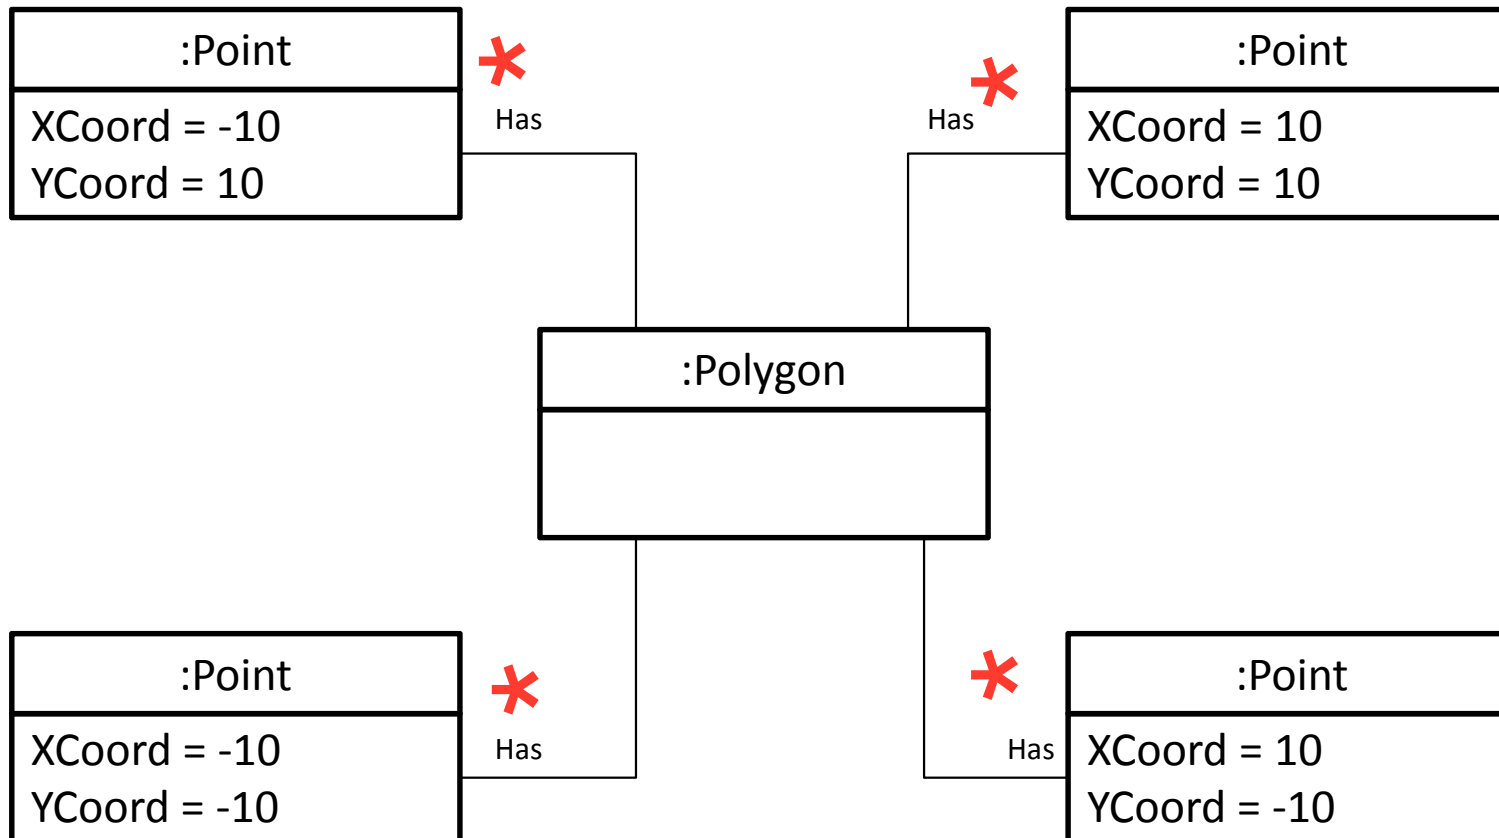 :Point
XCoord = -10
YCoord = 10
*
Has
*
Has
:Point
XCoord = 10
YCoord = 10
:Polygon
:Point
XCoord = -10
YCoord = -10
*
Has
*
Has
:Point
XCoord = 10
YCoord = -10